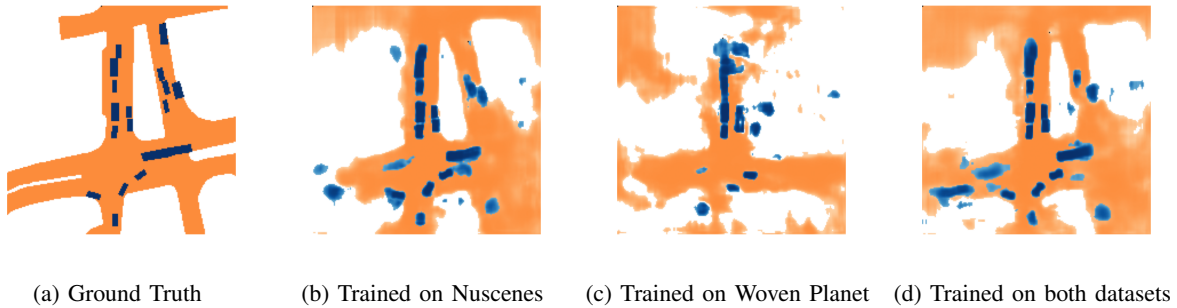 (a) Ground Truth
(b) Trained on Nuscenes
(c) Trained on Woven Planet
(d) Trained on both datasets